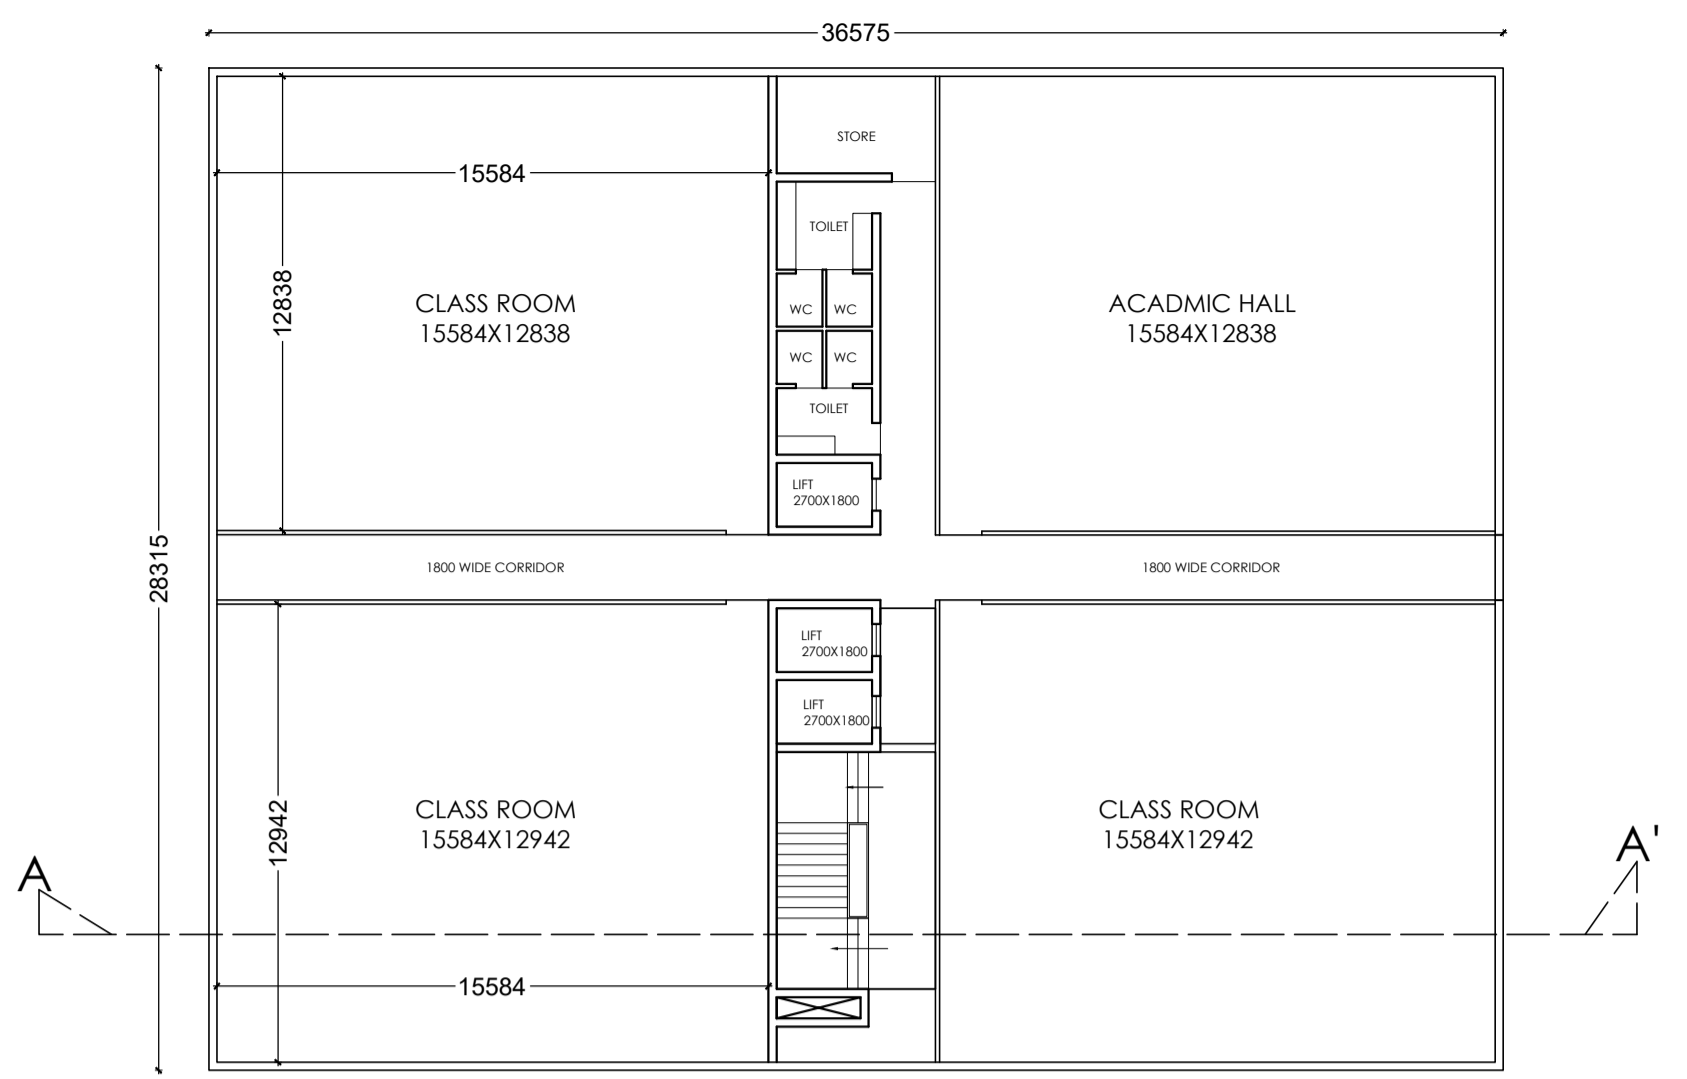 36575
STORE
15584
TOILET
12838
CLASS ROOM
15584X12838
ACADMIC HALL
15584X12838
WC WC
WC WC
TOILET
LIFT
2700X1800
28315
1800 WIDE CORRIDOR
1800 WIDE CORRIDOR
LIFT
2700X1800
LIFT
2700X1800
12942
CLASS ROOM
15584X12942
CLASS ROOM
15584X12942
A
A'
15584